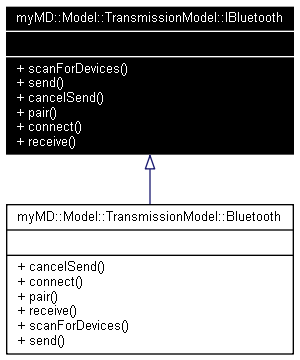 myMD::Model::TransmissionModel::IBluetooth
+ scanForDevices()
+ send()
+ cancelSend()
+ pair()
+ connect()
+ receive()
myMD::Model::TransmissionModel::Bluetooth
+ cancelSend()
+ connect()
+ pair()
+ receive()
+ scanForDevices()
+ send()